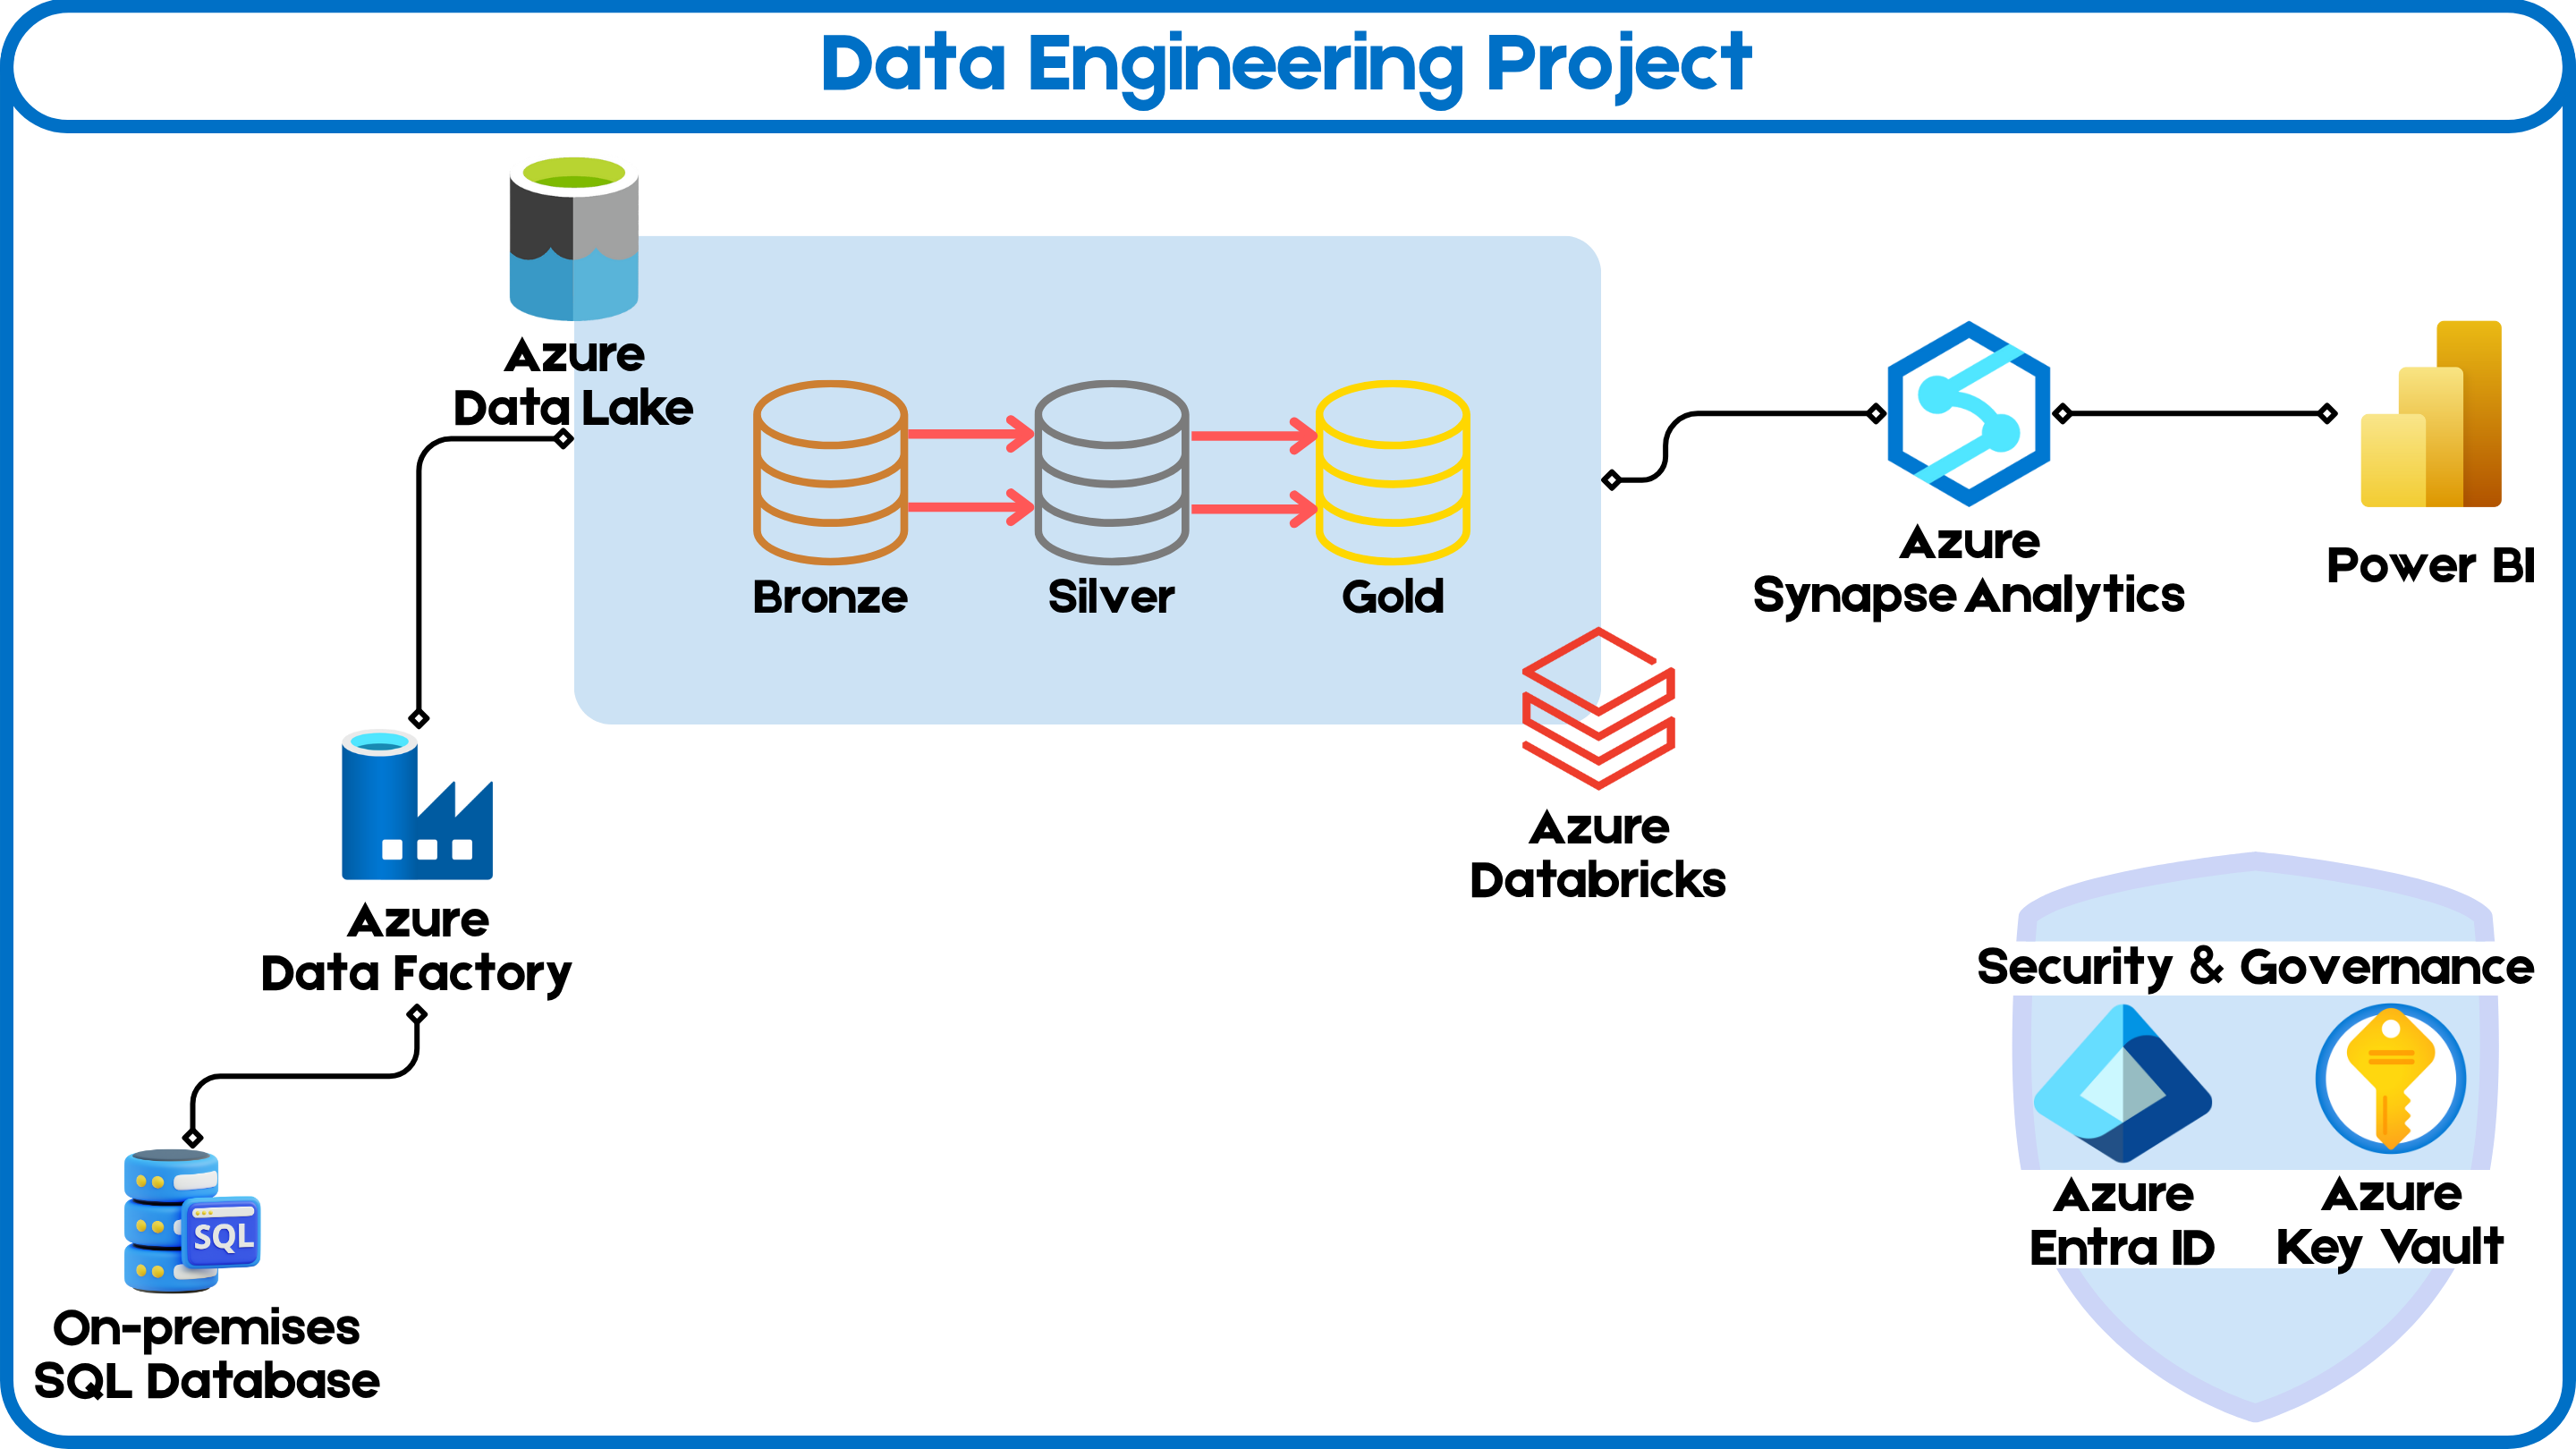 Data Engineering Project
Azure
Data Lake
Bronze
Silver
Gold
Azure
Synapse Analytics
Power BI
Azure
Databricks
Azure
Data Factory
SQL
On-premises
SQL Database
Security & Governance
Azure
Entra ID
Azure
Key Vault